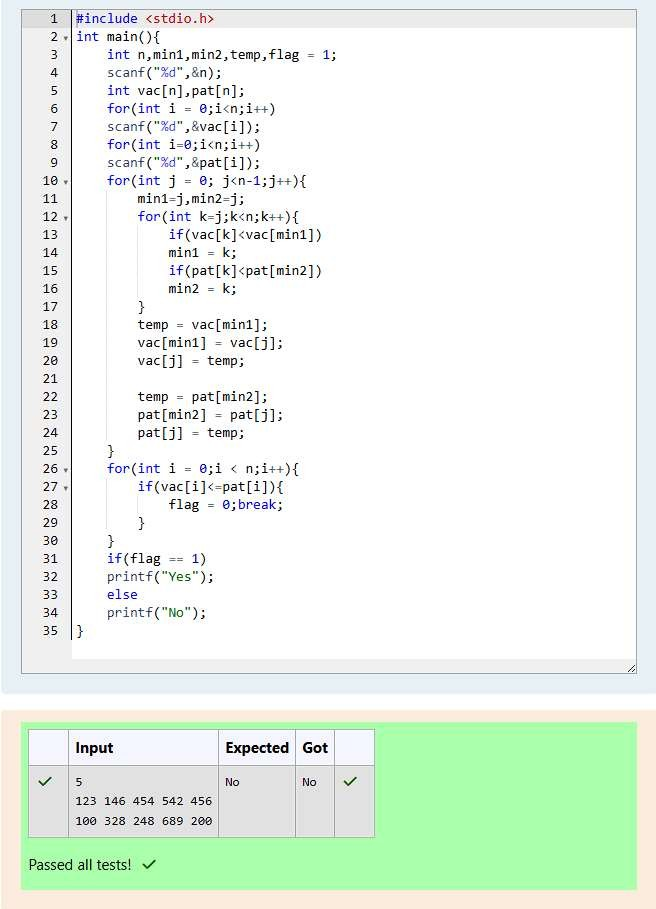 1 #include <stdio.h>
2 int main(){
3     int n,min1,min2,temp,flag = 1;
4     scanf("%d",&n);
5     int vac[n],pat[n];
6     for(int i = 0;i<n;i++)
7     scanf("%d",&vac[i]);
8     for(int i=0;i<n;i++)
9     scanf("%d",&pat[i]);
10     for(int j = 0; j<n-1;j++){
11         min1=j,min2=j;
12         for(int k=j;k<n;k++){
13             if(vac[k]<vac[min1])
14             min1 = k;
15             if(pat[k]<pat[min2])
16             min2 = k;
17         }
18         temp = vac[min1];
19         vac[min1] = vac[j];
20         vac[j] = temp;
21
22         temp = pat[min2];
23         pat[min2] = pat[j];
24         pat[j] = temp;
25     }
26     for(int i = 0;i < n;i++){
27         if(vac[i]<=pat[i]){
28             flag = 0;break;
29         }
30     }
31     if(flag == 1)
32     printf("Yes");
33     else
34     printf("No");
35 }
Input Expected Got
5 No No
123 146 454 542 456
100 328 248 689 200
Passed all tests!